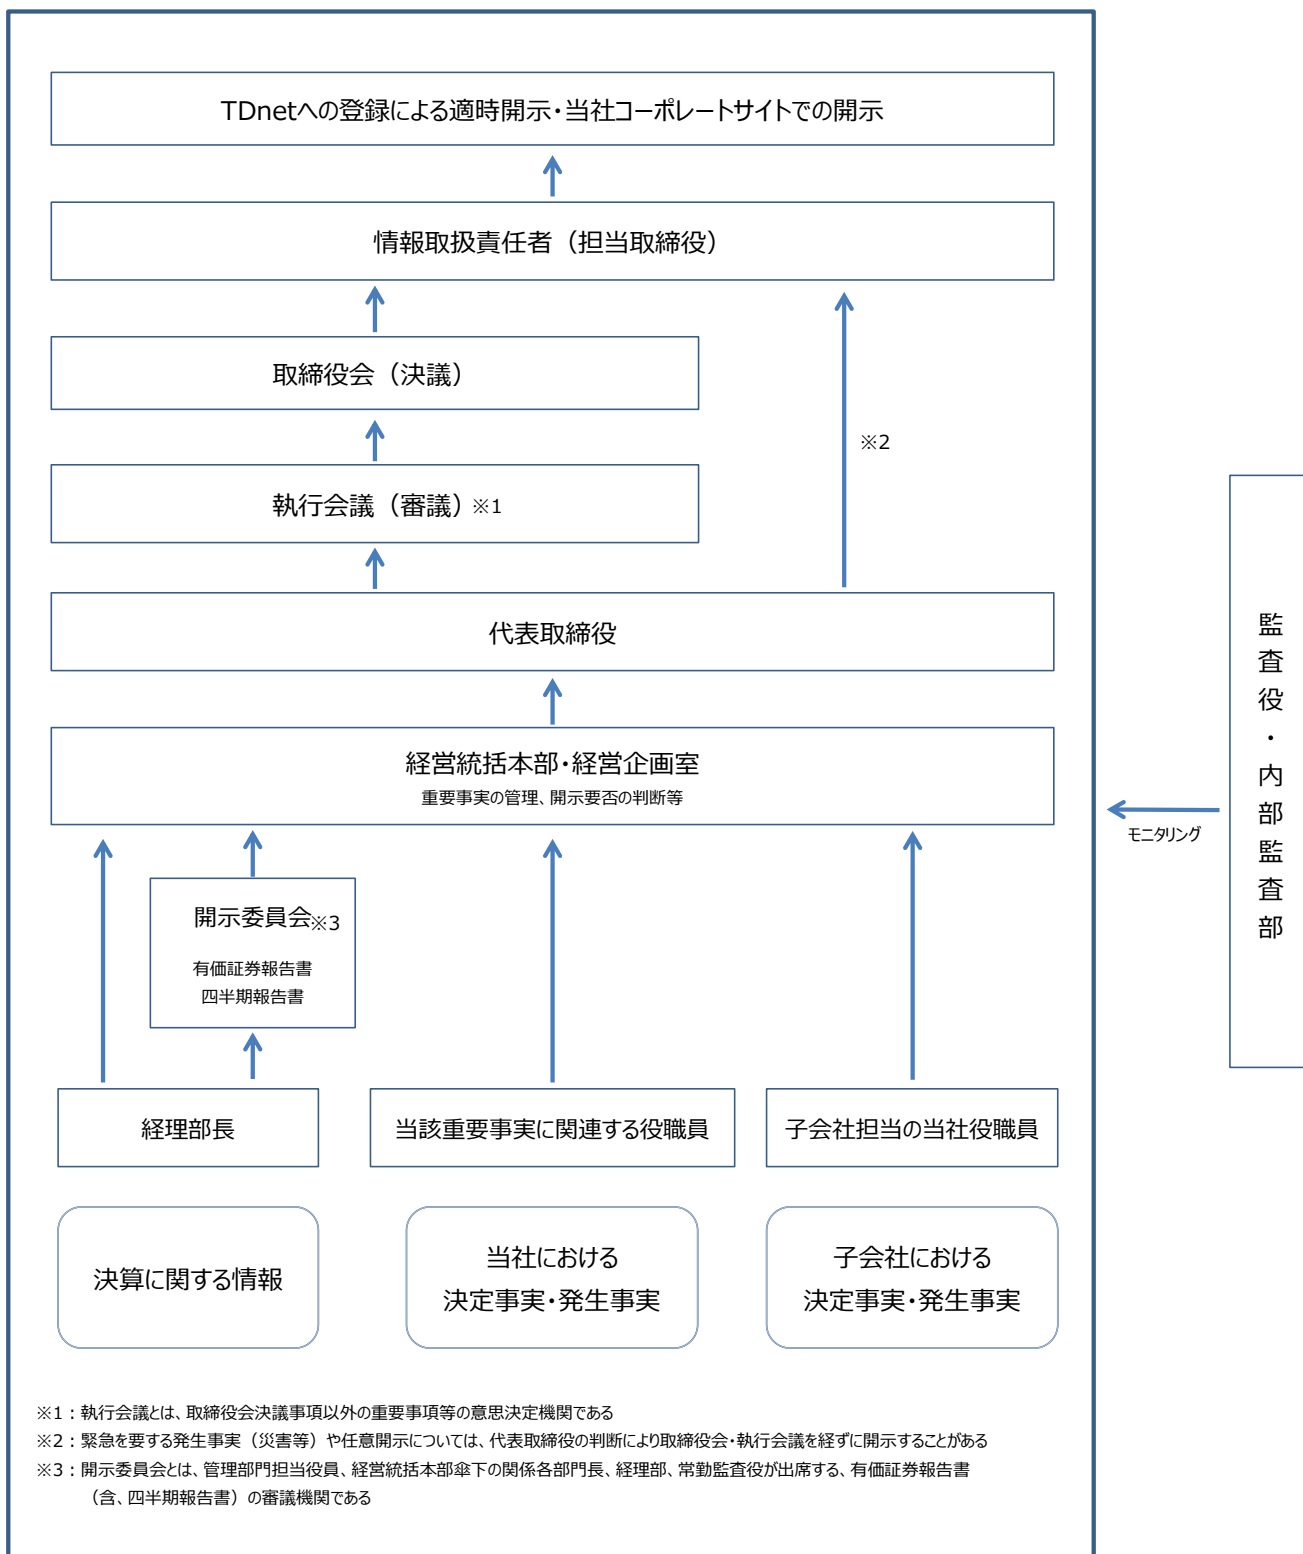 TDnetへの登録による適時開示・当社コーポレートサイトでの開示
情報取扱責任者（担当取締役）
取締役会（決議）
※2
執行会議（審議）※1
代表取締役
経営統括本部・経営企画室
重要事実の管理、開示要否の判断等
モニタリング
監査役・内部監査部
開示委員会※3
有価証券報告書
四半期報告書
経理部長
当該重要事実に関連する役職員
子会社担当の当社役職員
決算に関する情報
当社における
決定事実・発生事実
子会社における
決定事実・発生事実
※1：執行会議とは、取締役会決議事項以外の重要事項等の意思決定機関である
※2：緊急を要する発生事実（災害等）や任意開示については、代表取締役の判断により取締役会・執行会議を経ずに開示することがある
※3：開示委員会とは、管理部門担当役員、経営統括本部傘下の関係各部門長、経理部、常勤監査役が出席する、有価証券報告書
（含、四半期報告書）の審議機関である